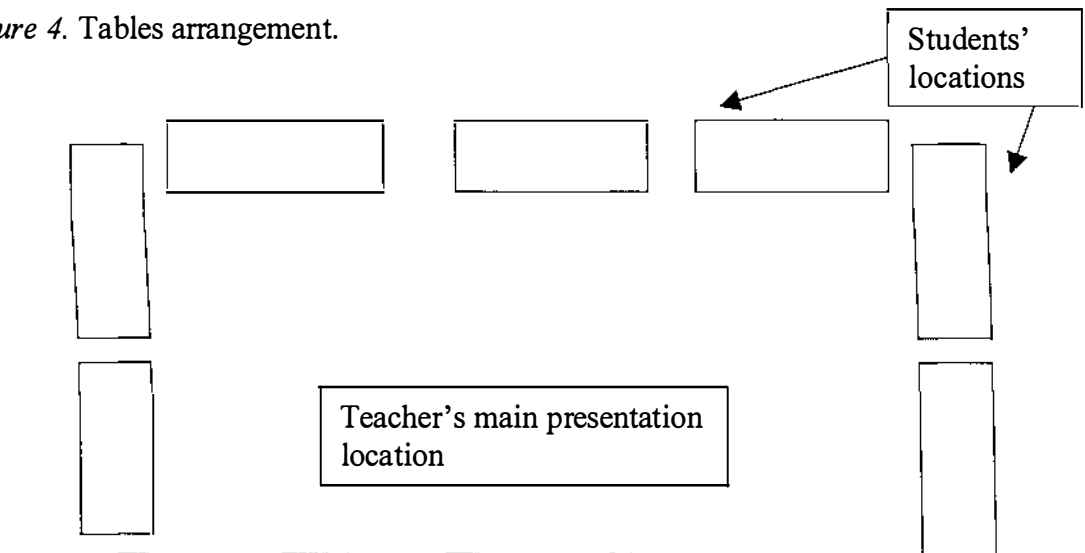 ure 4. Tables arrangement.
Students’
locations
Teacher’s main presentation
location